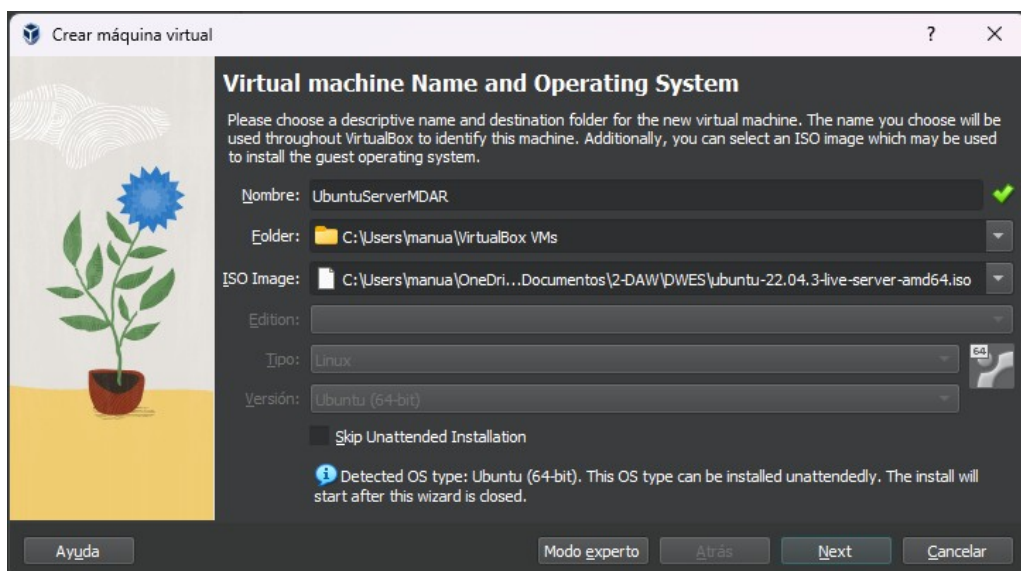 Crear máquina virtual
?
Virtual machine Name and Operating System
Please choose a descriptive name and destination folder for the new virtual machine. The name you choose will be
used throughout VirtualBox to identify this machine. Additionally, you can select an ISO image which may be used
to install the guest operating system.
Nombre: UbuntuServerMDAR
Folder: C:\Users\manua\VirtualBox VMs
ISO Image: C:\Users\manua\OneDri...Documentos\2-DAW\DWES\ubuntu-22.04.3-live-server-amd64.iso
Edition:
Tipo: Linux
64
Versión: Ubuntu (64-bit)
Skip Unattended Installation
Detected OS type: Ubuntu (64-bit). This OS type can be installed unattendedly. The install will
start after this wizard is closed.
Ayuda Modo experto Atrás Next Cancelar